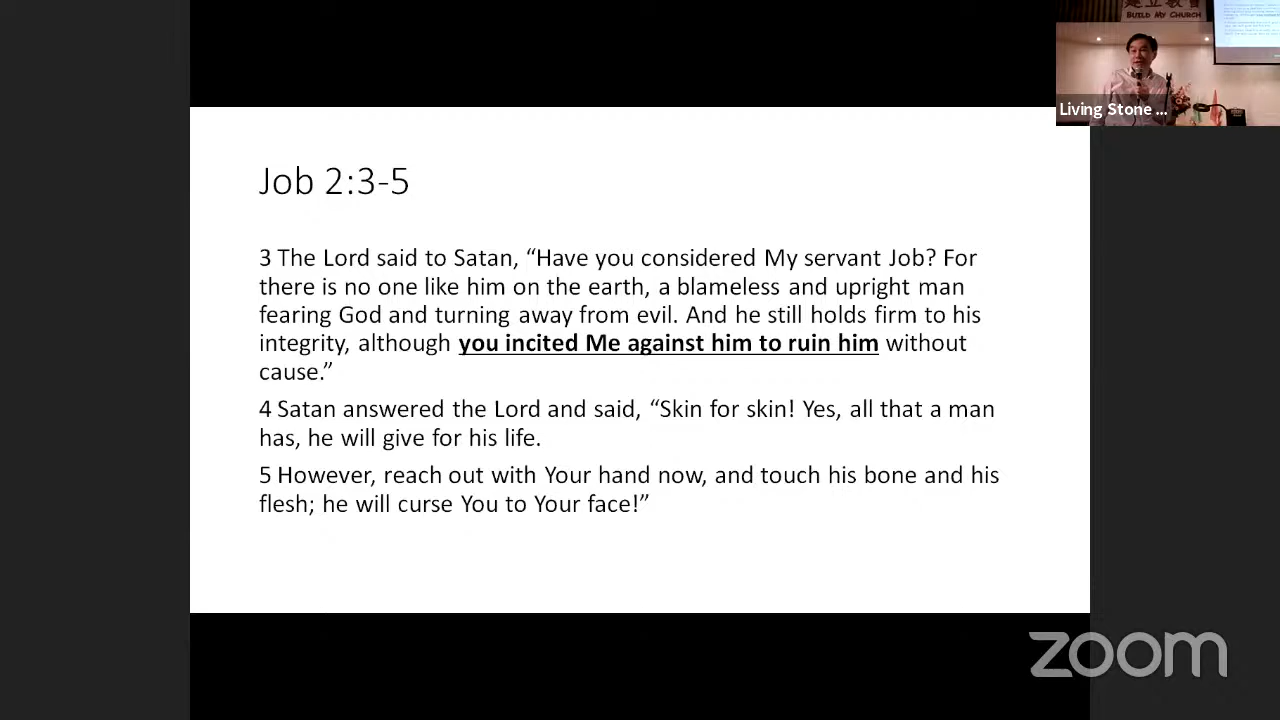 建立教會
BUILD MY CHURCH
Living Stone ...
Job 2:3-5
3 The Lord said to Satan, “Have you considered My servant Job? For
there is no one like him on the earth, a blameless and upright man
fearing God and turning away from evil. And he still holds firm to his
integrity, although you incited Me against him to ruin him without
cause.”
4 Satan answered the Lord and said, “Skin for skin! Yes, all that a man
has, he will give for his life.
5 However, reach out with Your hand now, and touch his bone and his
flesh; he will curse You to Your face!”
zoom